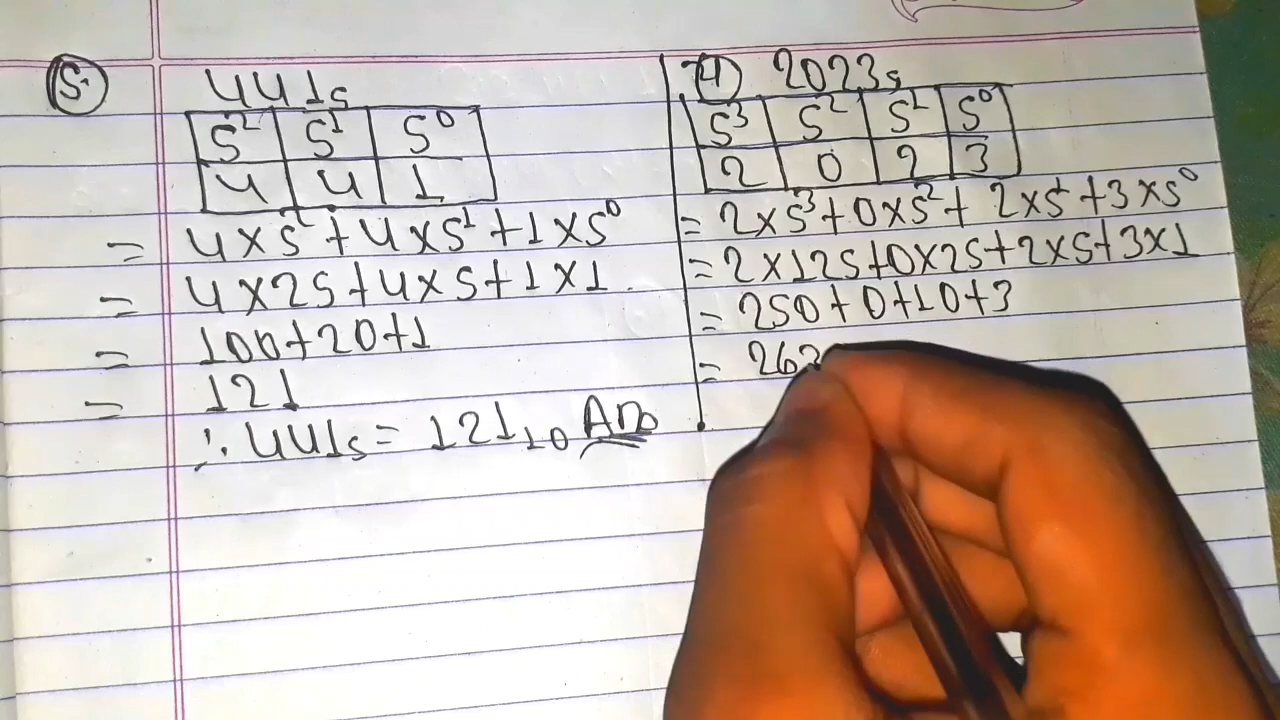 5.
441₅
5² 5¹ 5⁰
4 4 1
= 4×5²+4×5¹+1×5⁰
= 4×25+4×5+1×1
= 100+20+1
= 121
∴ 441₅ = 121₁₀ Ans
2023₅
5³ 5² 5¹ 5⁰
2 0 2 3
= 2×5³+0×5²+2×5¹+3×5⁰
= 2×125+0×25+2×5+3×1
= 250+0+10+3
= 263